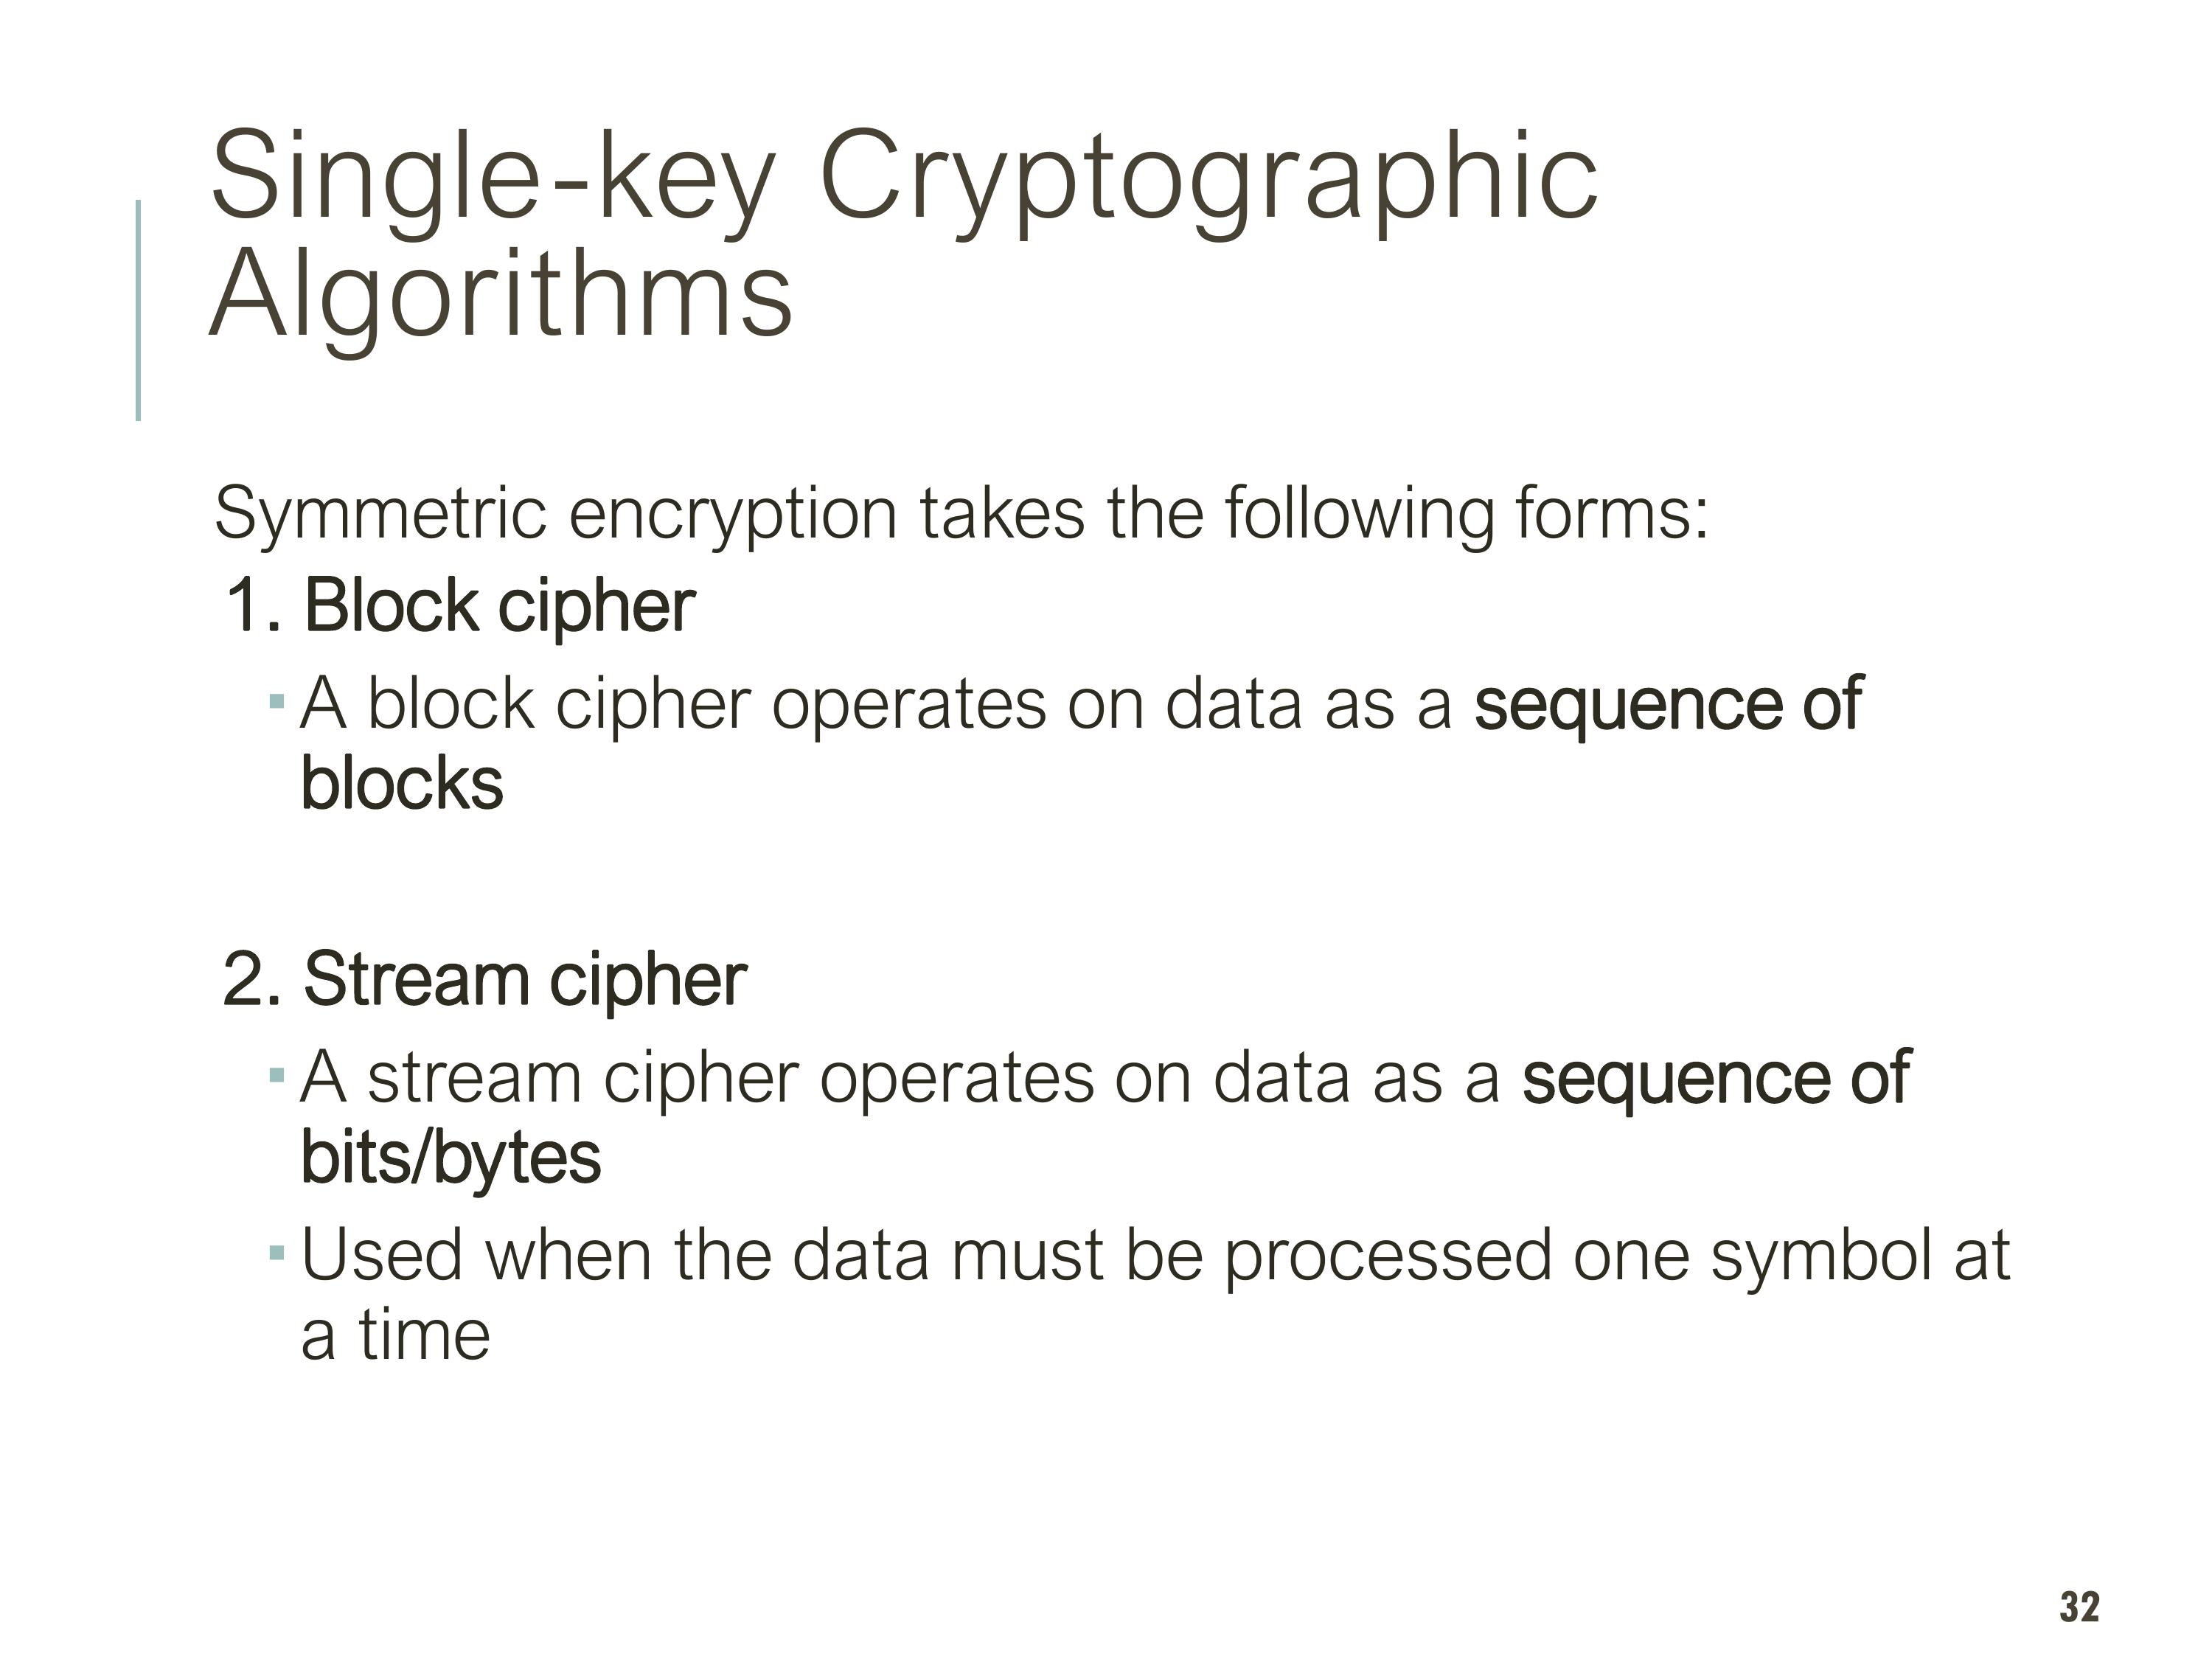 Single-key Cryptographic
Algorithms
Symmetric encryption takes the following forms:
1. Block cipher
▪ A block cipher operates on data as a sequence of
blocks
2. Stream cipher
▪ A stream cipher operates on data as a sequence of
bits/bytes
▪ Used when the data must be processed one symbol at
a time
32